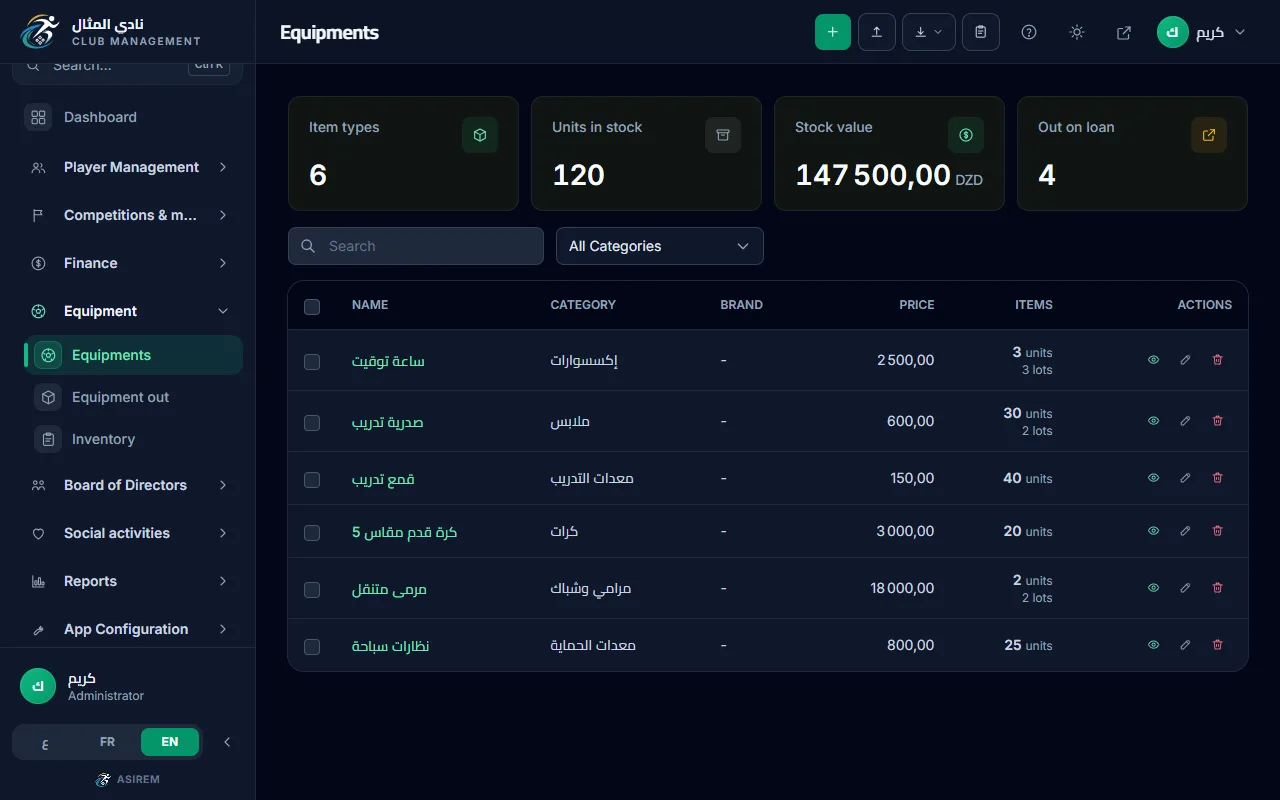 نادي المثال
CLUB MANAGEMENT
Search...
Ctrl K
Dashboard
Player Management
Competitions & m...
Finance
Equipment
Equipments
Equipment out
Inventory
Board of Directors
Social activities
Reports
App Configuration
كريم
Administrator
ع
FR
EN
ASIREM
Equipments
ك كريم
Item types
6
Units in stock
120
Stock value
147 500,00 DZD
Out on loan
4
Search
All Categories
NAME CATEGORY BRAND PRICE ITEMS ACTIONS
ساعة توقيت إكسسوارات - 2 500,00 3 units
3 lots
صدرية تدريب ملابس - 600,00 30 units
2 lots
قمع تدريب معدات التدريب - 150,00 40 units
كرة قدم مقاس 5 كرات - 3 000,00 20 units
مرمى متنقل مرامي وشباك - 18 000,00 2 units
2 lots
نظارات سباحة معدات الحماية - 800,00 25 units